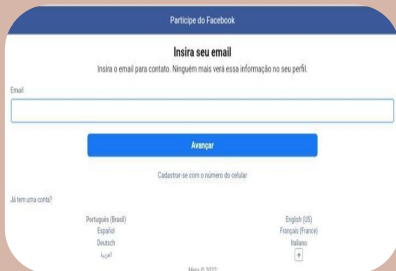 Participe do Facebook
Insira seu email
Insira o email para contato. Ninguém mais verá essa informação no seu perfil.
Email
Avançar
Cadastrar-se com o número do celular
Já tem uma conta?
Português (Brasil) English (US)
Español Français (France)
Deutsch Italiano
العربية +
Meta © 2022